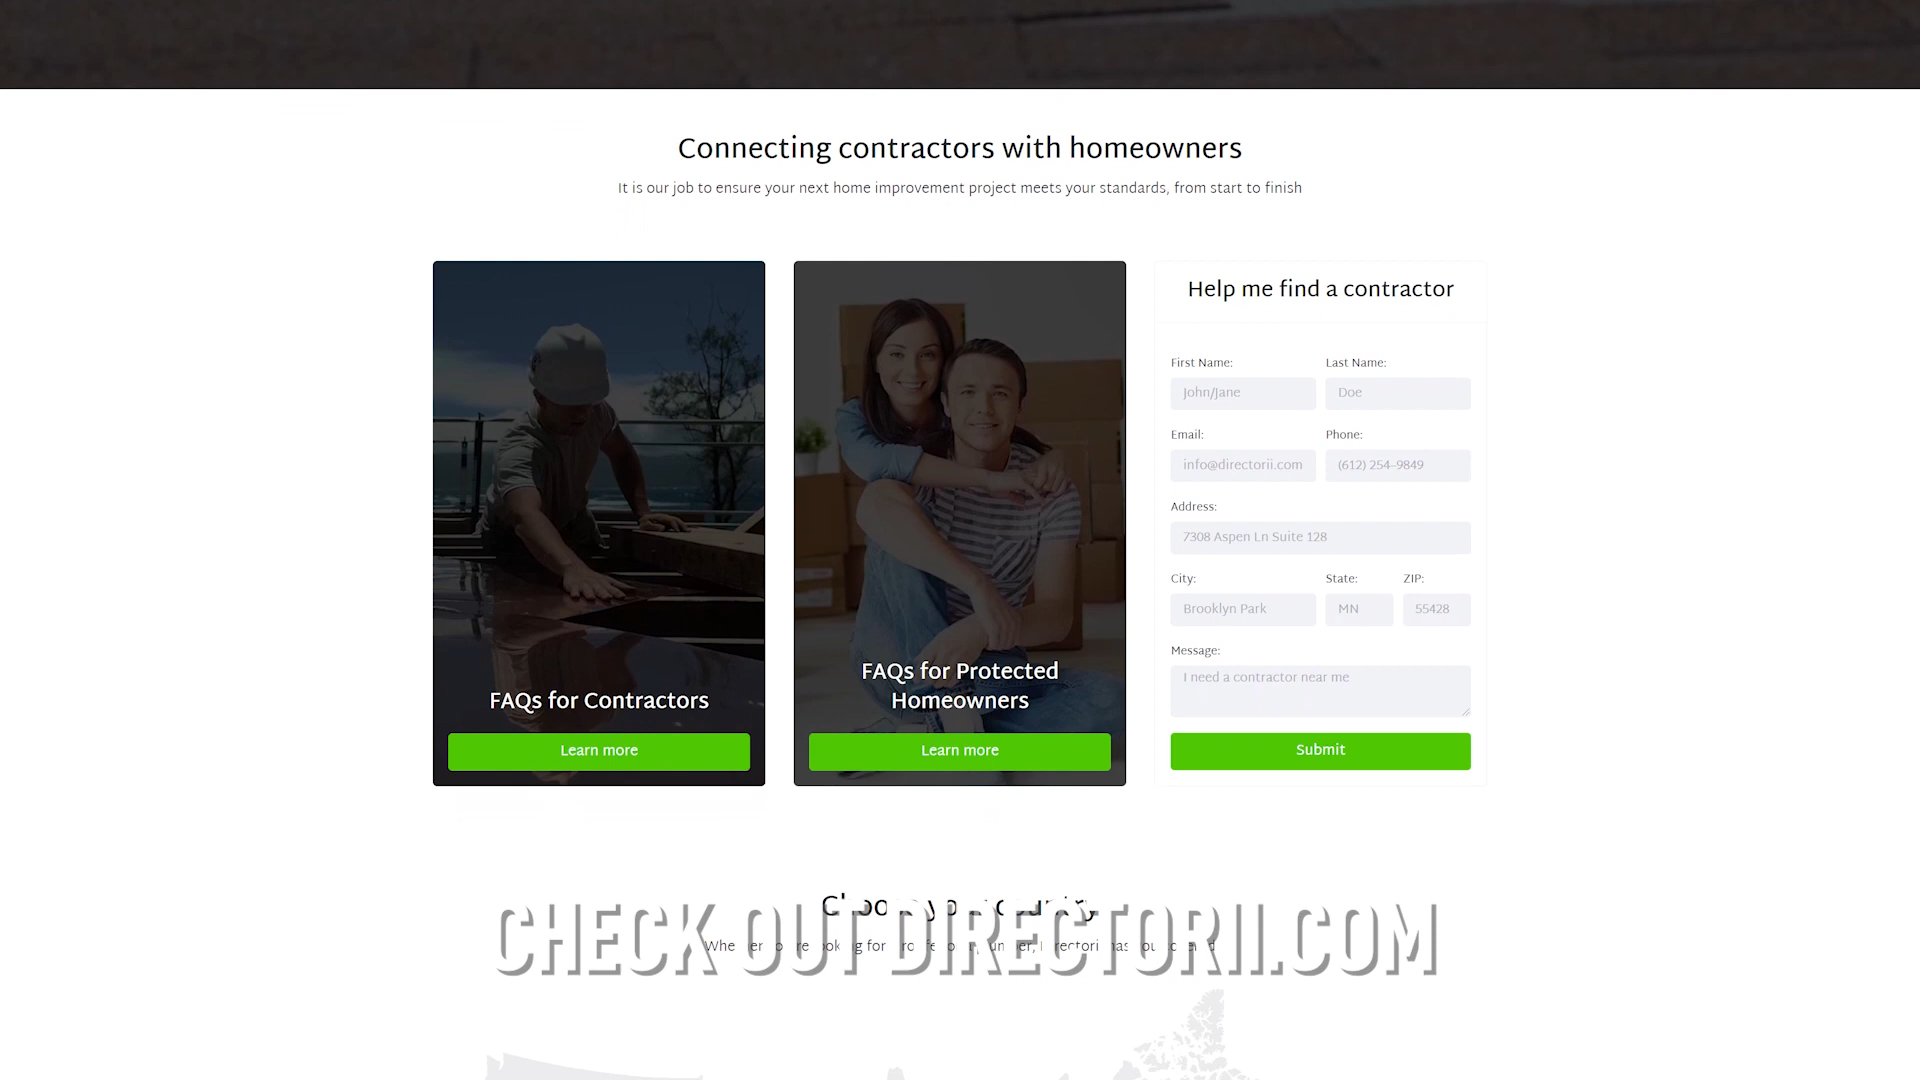 Connecting contractors with homeowners
It is our job to ensure your next home improvement project meets your standards, from start to finish
FAQs for Contractors
Learn more
FAQs for Protected
Homeowners
Learn more
Help me find a contractor
First Name: Last Name:
John/Jane Doe
Email: Phone:
info@directorii.com (612) 254-9849
Address:
7308 Aspen Ln Suite 128
City: State: ZIP:
Brooklyn Park MN 55428
Message:
I need a contractor near me
Submit
Choose your country
CHECK OUT DIRECTORII.COM